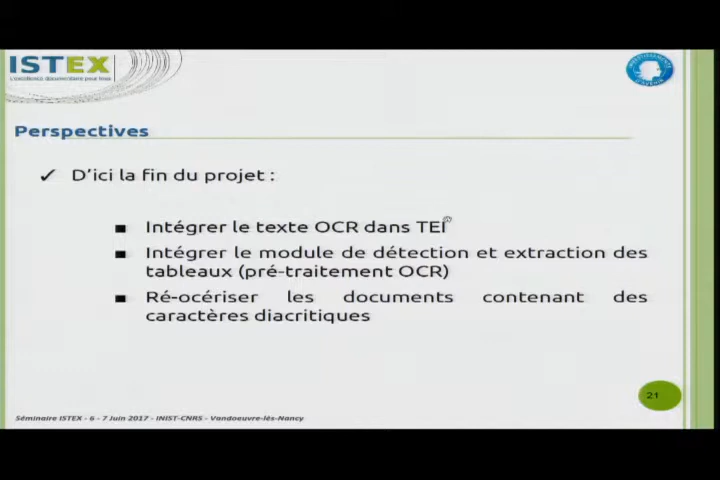 ISTEX
L'excellence documentaire pour tous
Perspectives
✓ D'ici la fin du projet :
■ Intégrer le texte OCR dans TEI
■ Intégrer le module de détection et extraction des
tableaux (pré-traitement OCR)
■ Ré-océriser les documents contenant des
caractères diacritiques
21
Séminaire ISTEX - 6 - 7 Juin 2017 - INIST-CNRS - Vandoeuvre-lès-Nancy